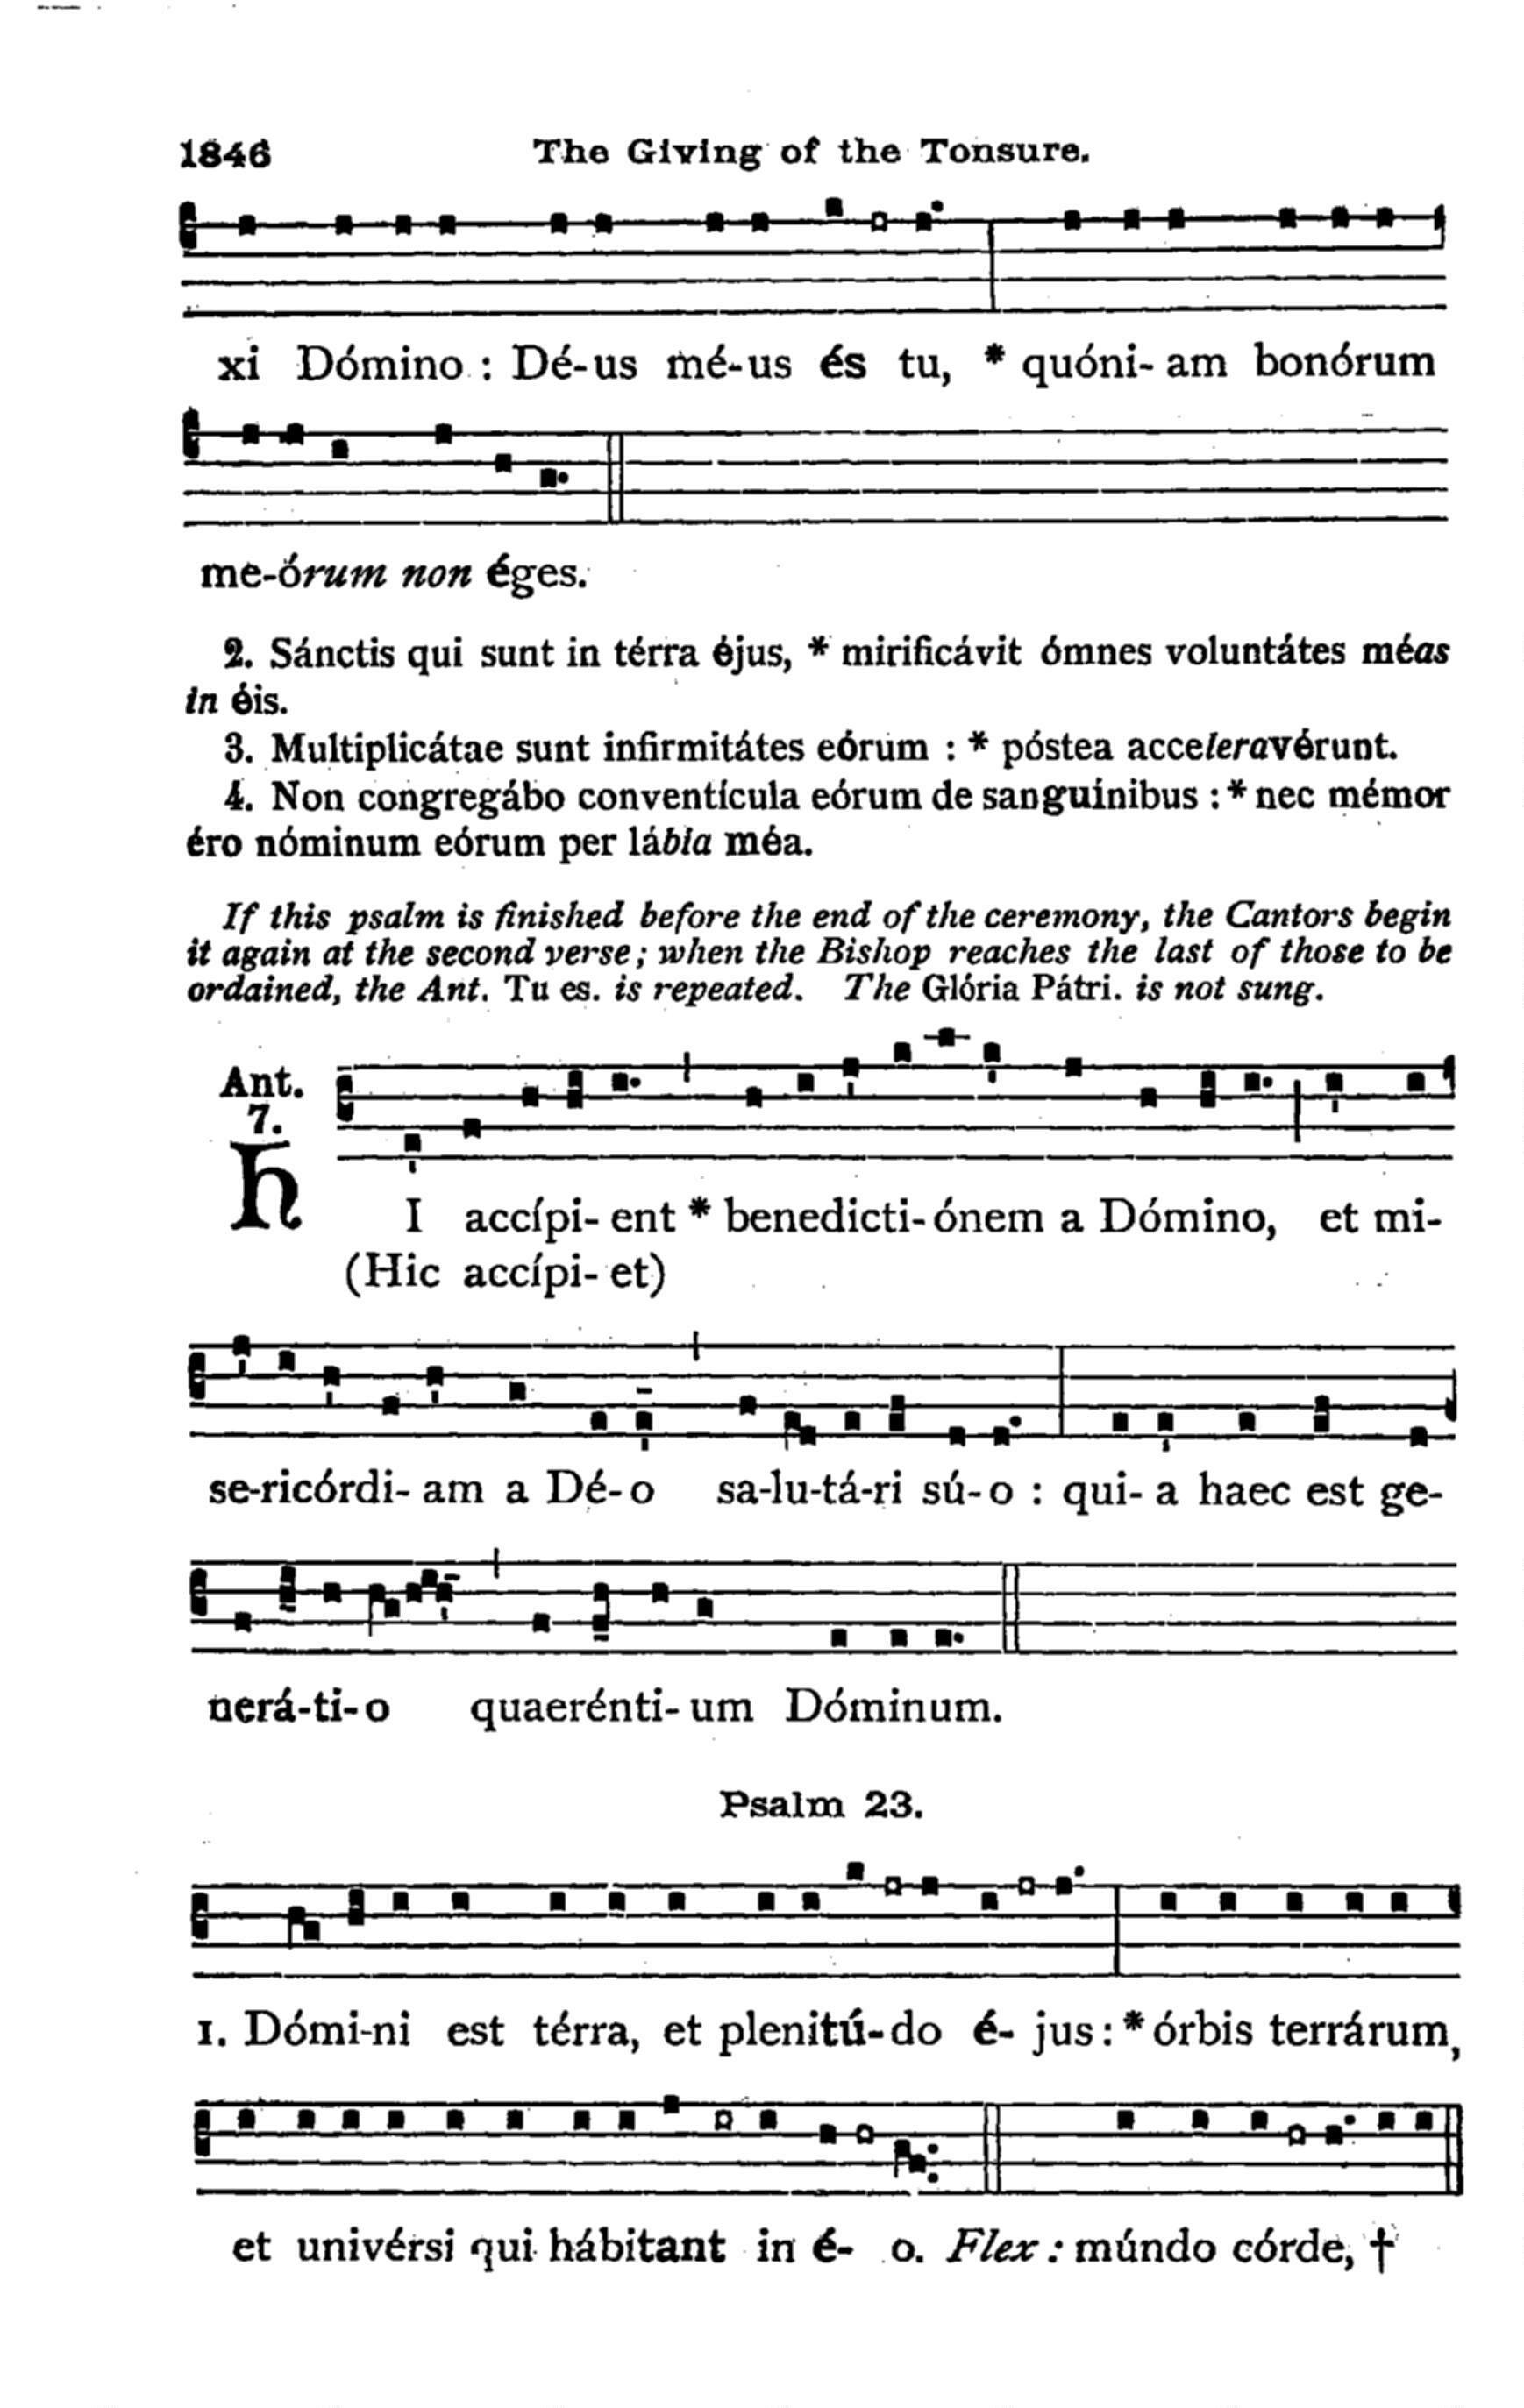 1846 The Giving of the Tonsure.
xi Dómino : Dé-us mé-us és tu, * quóni- am bonórum
me-órum non éges.
2. Sánctis qui sunt in térra éjus, * mirificávit ómnes voluntátes méas
in éis.
3. Multiplicátae sunt infirmitátes eórum : * póstea acceleravérunt.
4. Non congregábo conventícula eórum de sanguínibus : * nec mémor
éro nóminum eórum per lábia méa.
If this psalm is finished before the end of the ceremony, the Cantors begin
it again at the second verse; when the Bishop reaches the last of those to be
ordained, the Ant. Tu es. is repeated. The Glória Pátri. is not sung.
Ant.
7.
HI accípi- ent * benedicti- ónem a Dómino, et mi-
(Hic accípi- et)
se-ricórdi- am a Dé- o sa-lu-tá-ri sú- o : qui- a haec est ge-
nerá-ti- o quaerénti- um Dóminum.
Psalm 23.
1. Dómi-ni est térra, et plenitú-do é- jus : * órbis terrárum,
et univérsi qui hábitant in é- o. Flex : múndo córde, †